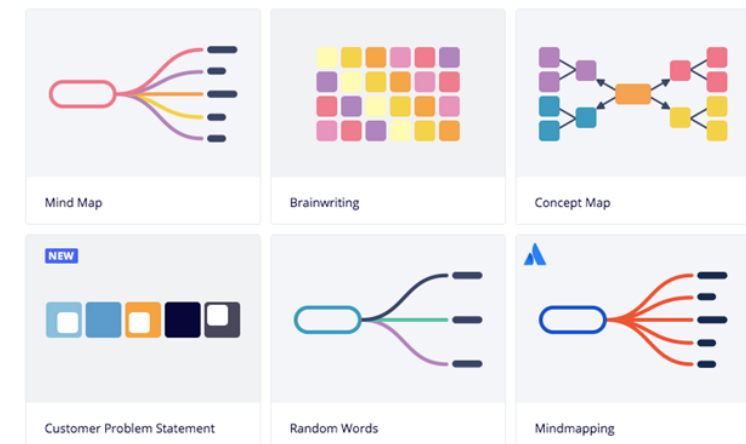 Mind Map
Brainwriting
Concept Map
NEW
Customer Problem Statement
Random Words
Mindmapping